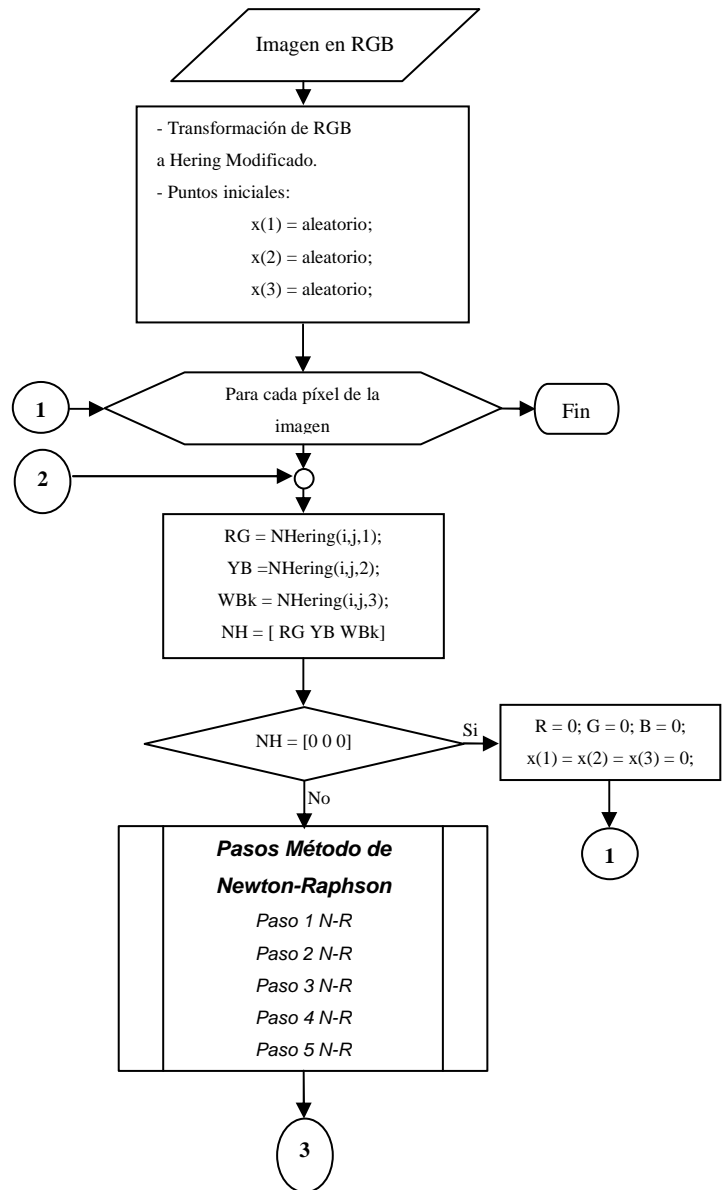 Imagen en RGB
- Transformación de RGB
a Hering Modificado.
- Puntos iniciales:
x(1) = aleatorio;
x(2) = aleatorio;
x(3) = aleatorio;
1
Para cada píxel de la
imagen
Fin
2
RG = NHering(i,j,1);
YB =NHering(i,j,2);
WBk = NHering(i,j,3);
NH = [ RG YB WBk]
NH = [0 0 0]
Si
R = 0; G = 0; B = 0;
x(1) = x(2) = x(3) = 0;
No
1
Pasos Método de
Newton-Raphson
Paso 1 N-R
Paso 2 N-R
Paso 3 N-R
Paso 4 N-R
Paso 5 N-R
3